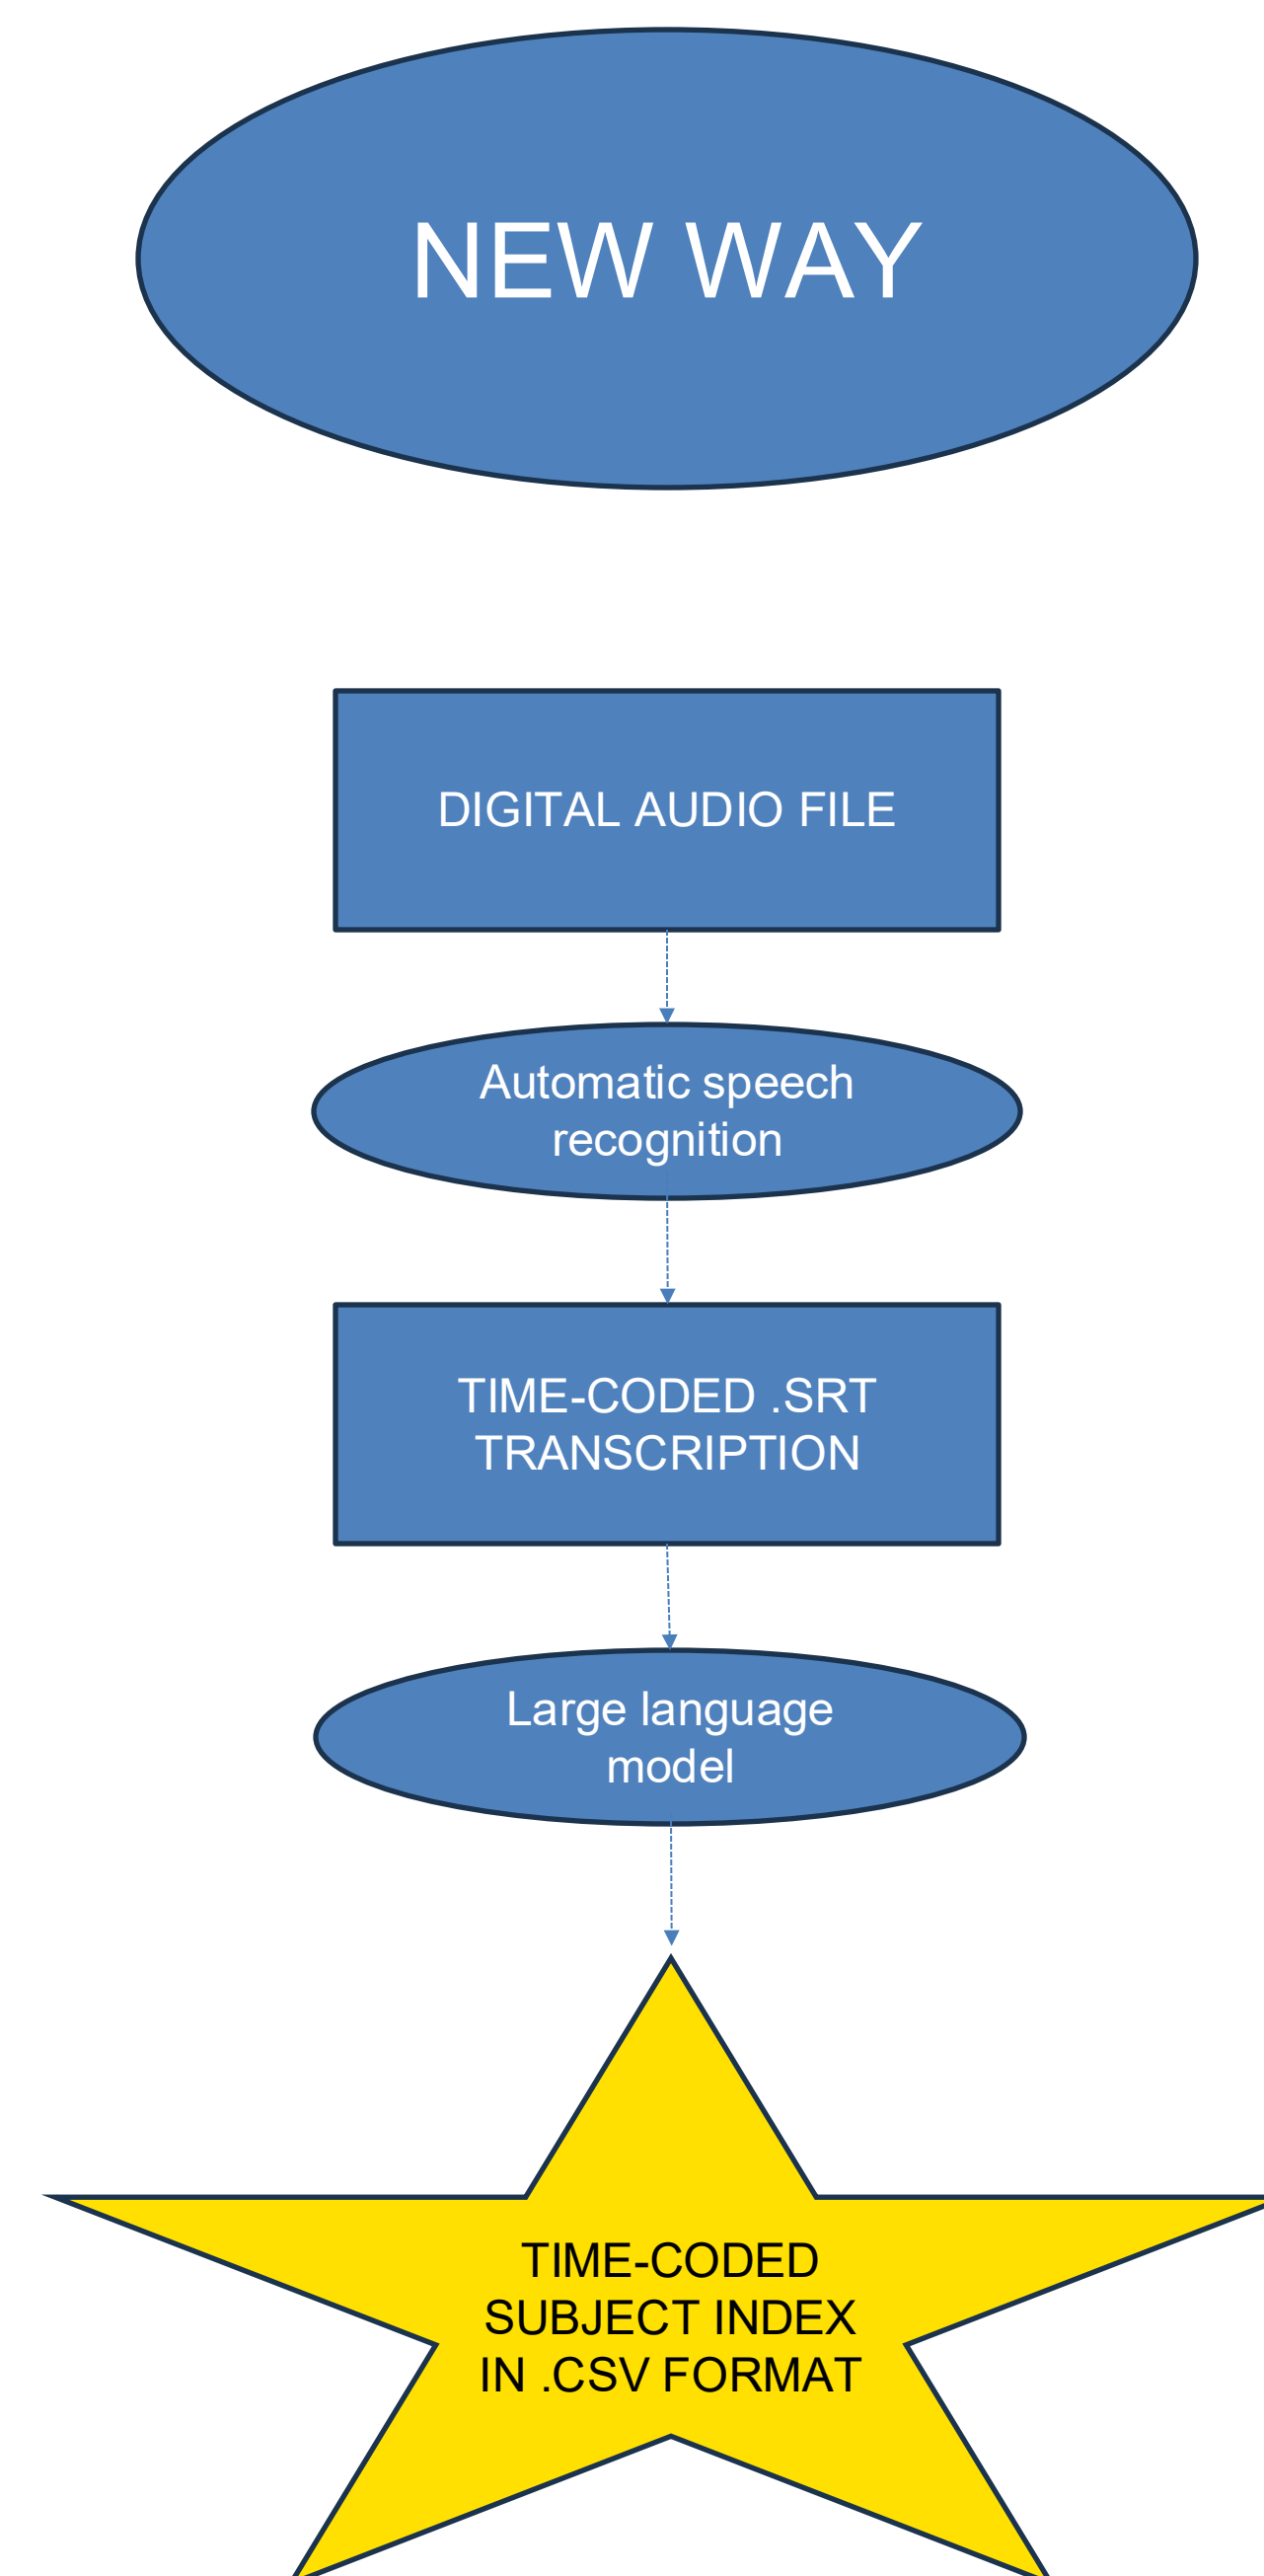 NEW WAY
DIGITAL AUDIO FILE
Automatic speech
recognition
TIME-CODED .SRT
TRANSCRIPTION
Large language
model
TIME-CODED
SUBJECT INDEX
IN .CSV FORMAT